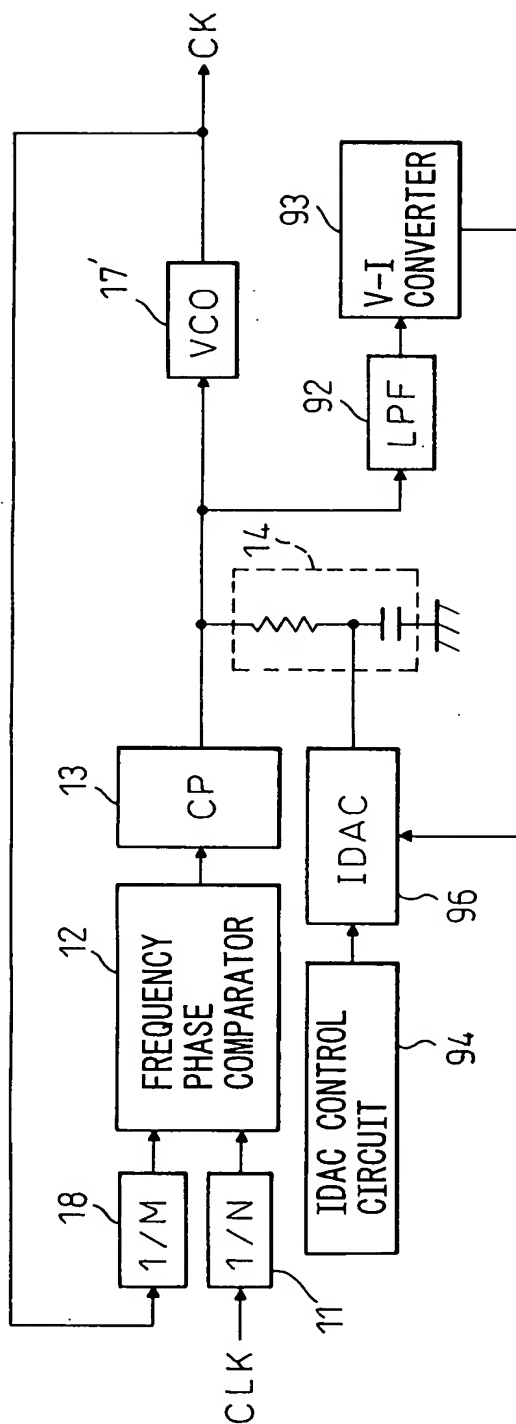 CLK
1/N
11
1/M
18
FREQUENCY
PHASE
COMPARATOR
12
CP
13
14
VCO
17'
CK
IDAC CONTROL
CIRCUIT
94
IDAC
96
LPF
92
V-I
CONVERTER
93